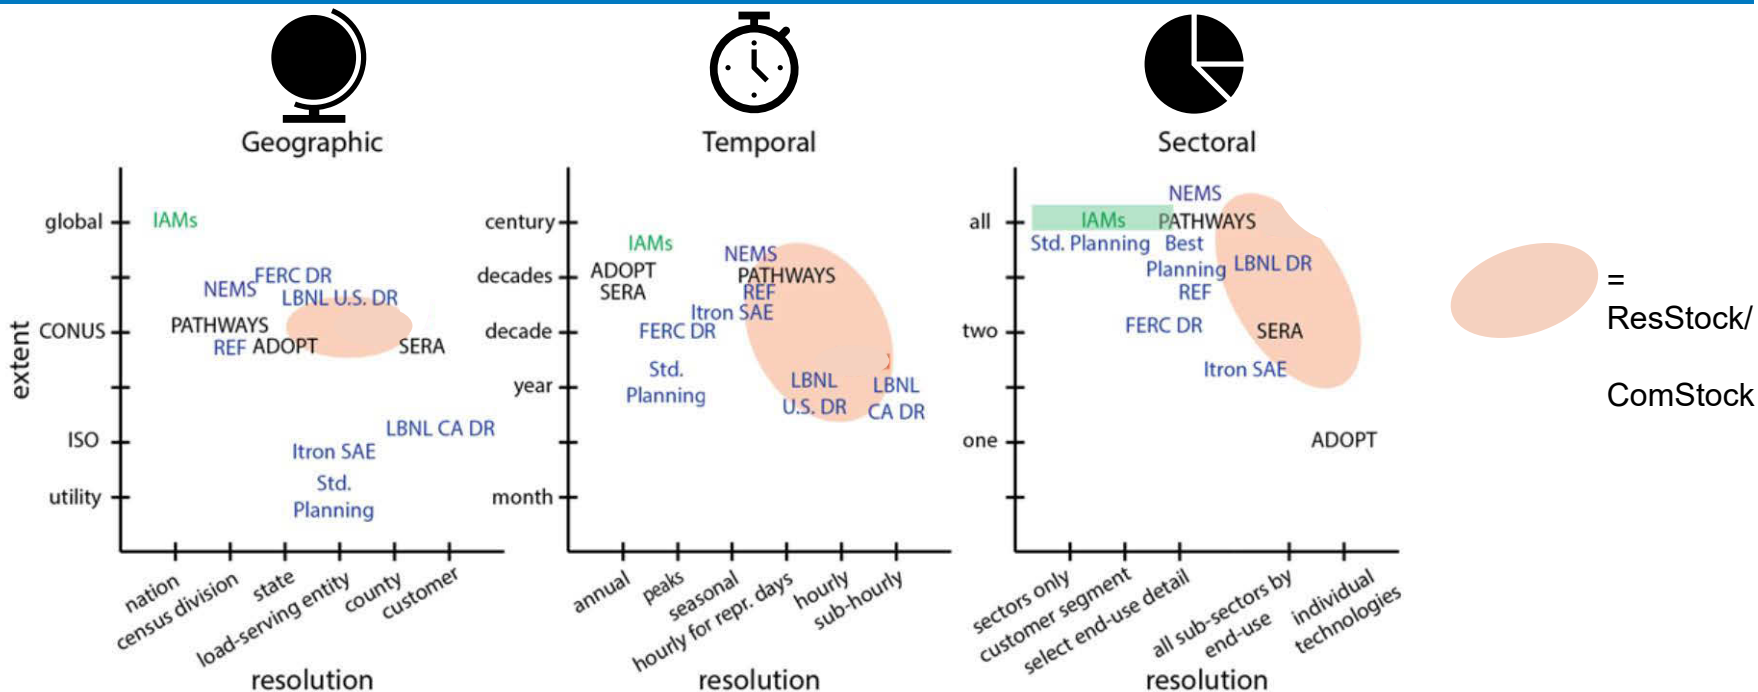 Geographic
extent
global
CONUS
ISO
utility
IAMs
FERC DR
NEMS
LBNL U.S. DR
PATHWAYS
REF ADOPT
SERA
LBNL CA DR
Itron SAE
Std.
Planning
nation
census division
state
load-serving entity
county
customer
resolution
Temporal
century
decades
decade
year
month
IAMs
NEMS
ADOPT
PATHWAYS
SERA
REF
Itron SAE
FERC DR
Std.
Planning
LBNL
U.S. DR
LBNL
CA DR
annual
peaks
seasonal
hourly for repr. days
hourly
sub-hourly
resolution
Sectoral
all
two
one
NEMS
IAMs
PATHWAYS
Std. Planning
Best
Planning
LBNL DR
REF
FERC DR
SERA
Itron SAE
ADOPT
sectors only
customer segment
select end-use detail
all sub-sectors by
end-use
individual
technologies
resolution
=
ResStock/
ComStock